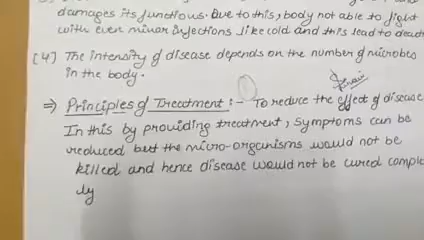 damages its functions. Due to this, body not able to fight
with even minor infections like cold and this lead to death
[4] The intensity of disease depends on the number of microbes
in the body.
⇒ Principles of Treatment :- To reduce the effect of disease
In this by providing treatment, symptoms can be
reduced but the micro-organisms would not be
killed and hence disease would not be cured comple
ly